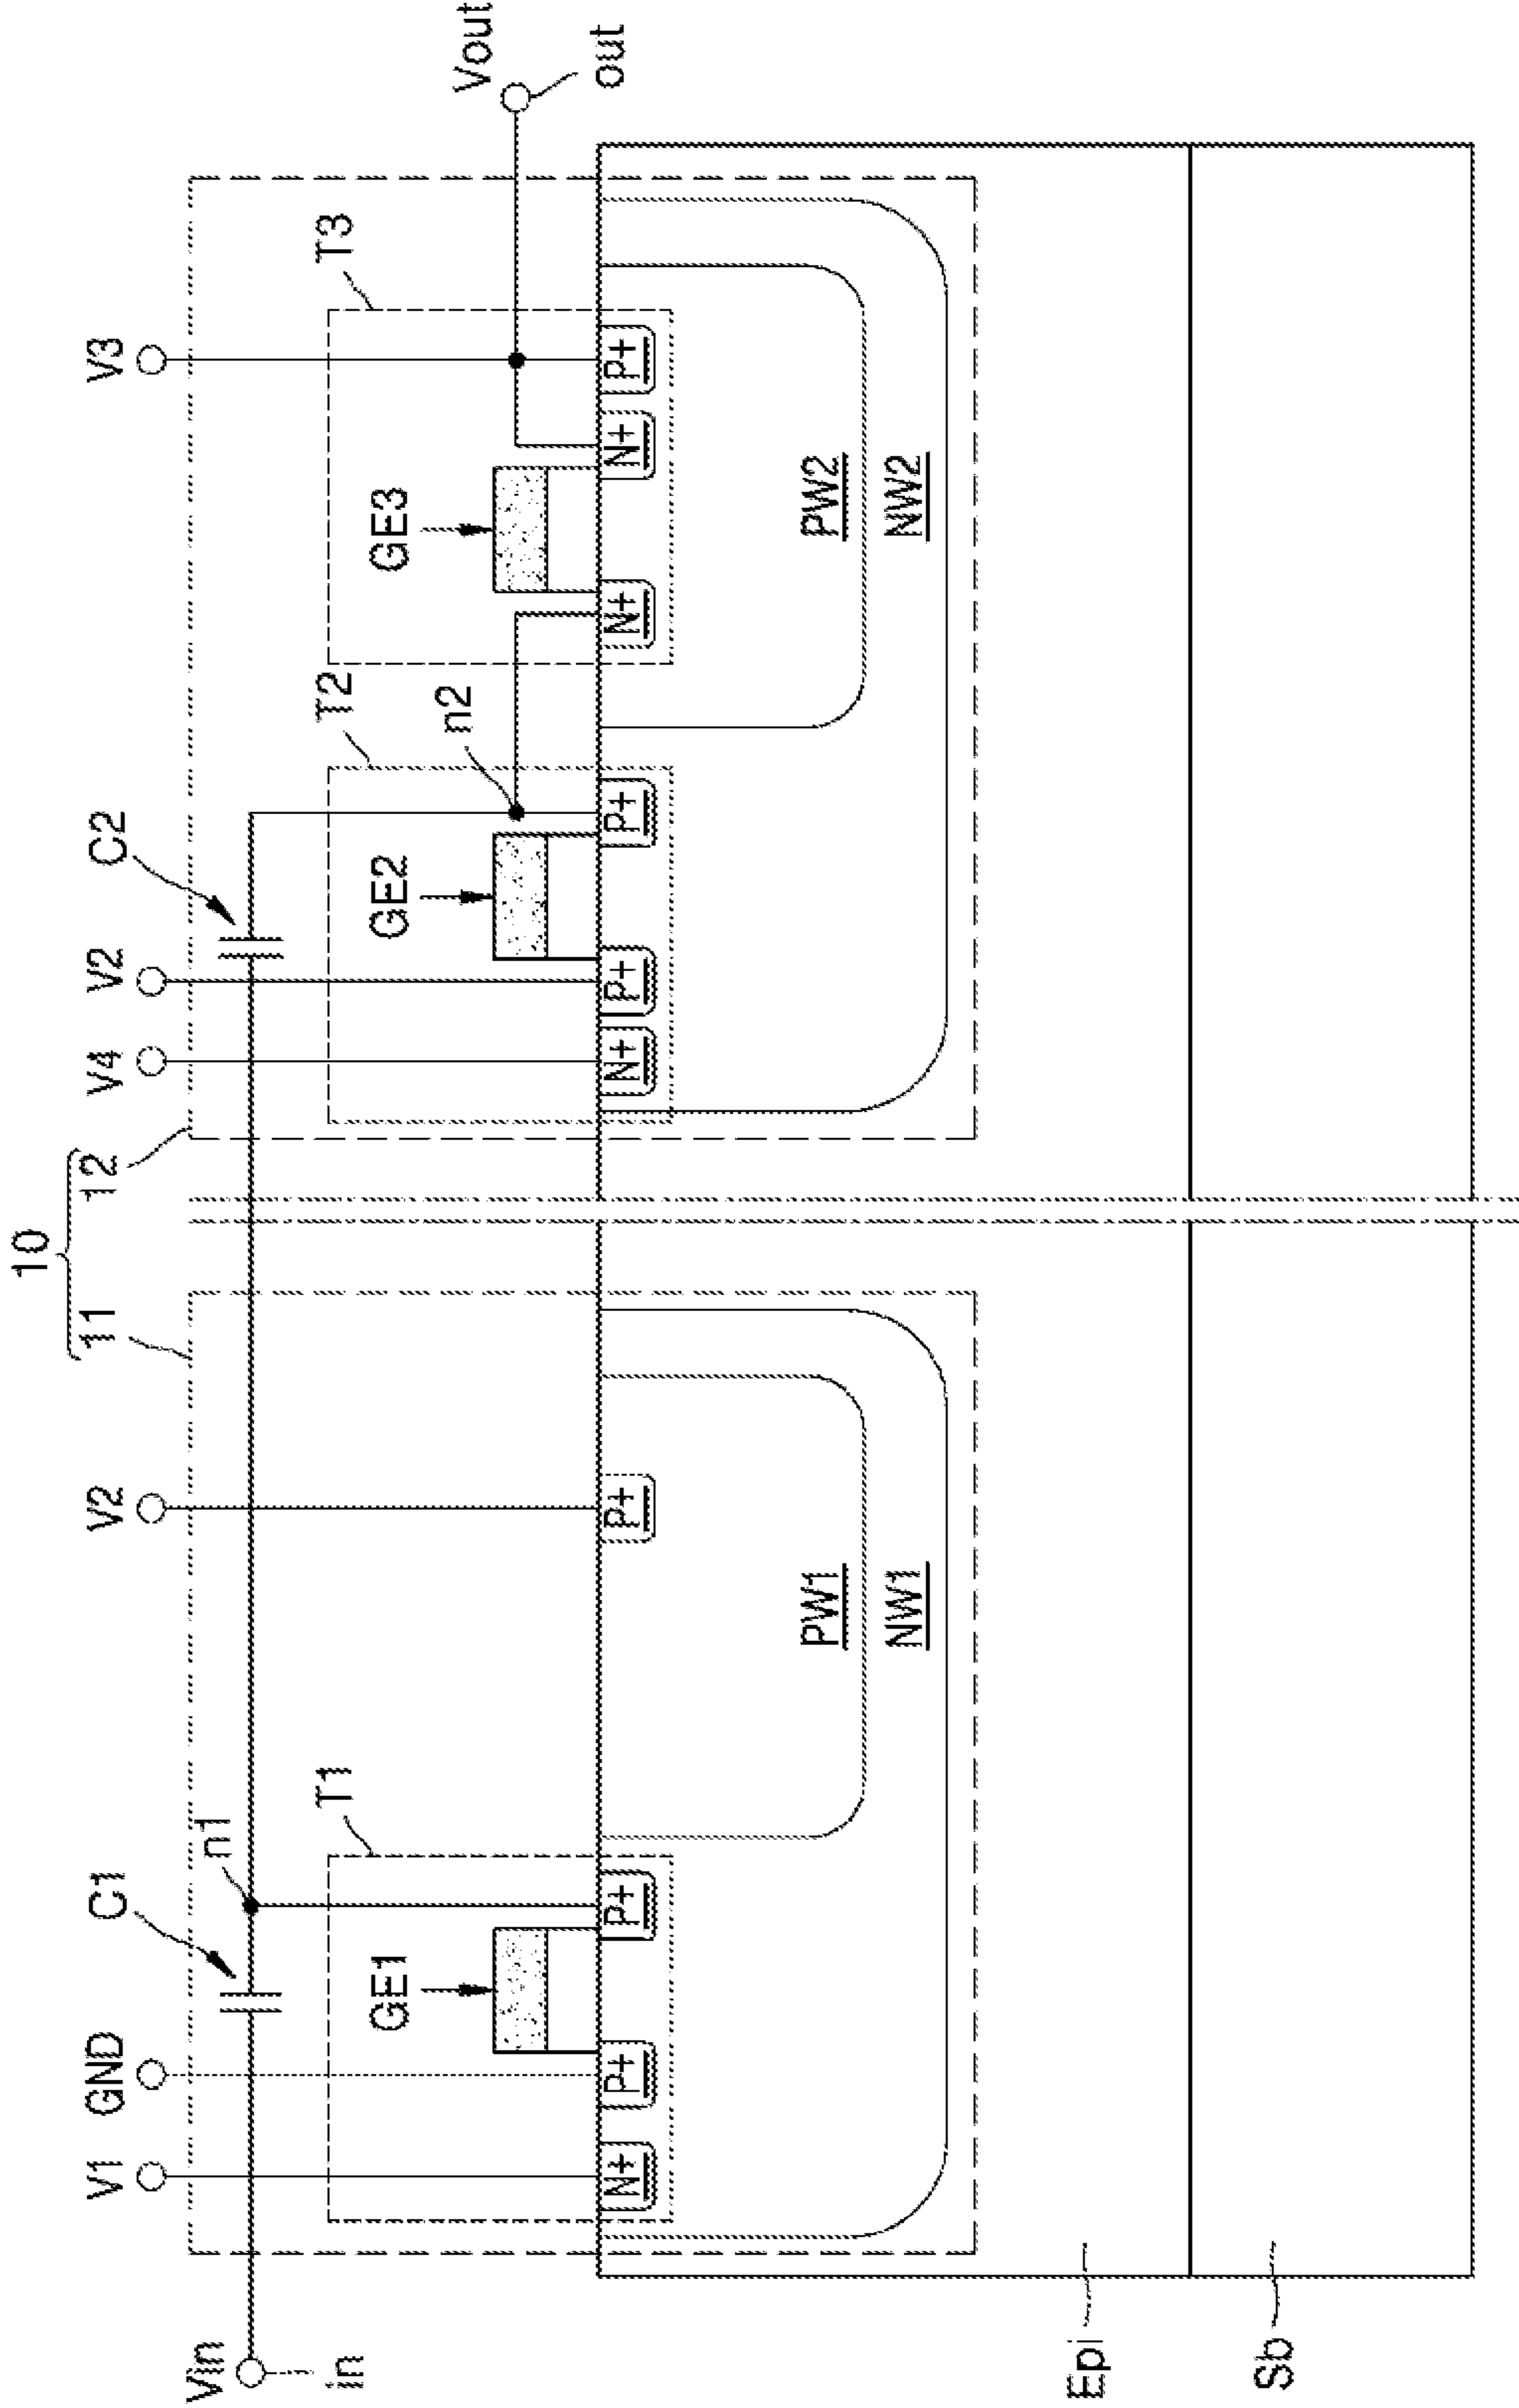 10
11 12
V1 GND C1 V2 V4 V2 C2 V3
Vin
in
n1
T1 T2 T3
GE1 GE2 GE3
n2
Vout
out
N+ P+ P+ P+ N+ P+ P+ N+ N+ P+
PW1 PW2
NW1 NW2
Epi
Sb